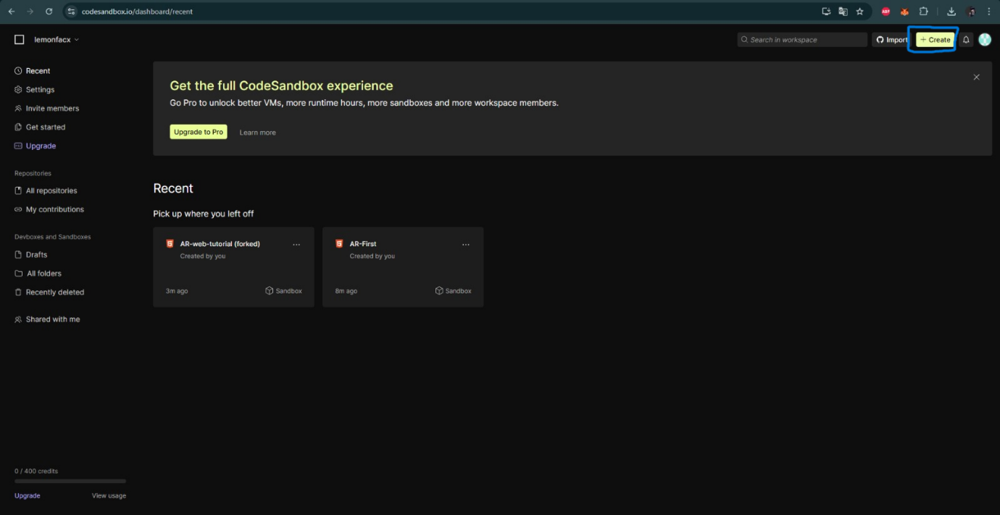 codesandbox.io/dashboard/recent
ABP
lemonfacx
Search in workspace
Import
+ Create
Recent
Settings
Invite members
Get started
Upgrade
Repositories
All repositories
My contributions
Devboxes and Sandboxes
Drafts
All folders
Recently deleted
Shared with me
0 / 400 credits
Upgrade View usage
Get the full CodeSandbox experience
Go Pro to unlock better VMs, more runtime hours, more sandboxes and more workspace members.
Upgrade to Pro Learn more
Recent
Pick up where you left off
AR-web-tutorial (forked)
Created by you
3m ago Sandbox
AR-First
Created by you
8m ago Sandbox